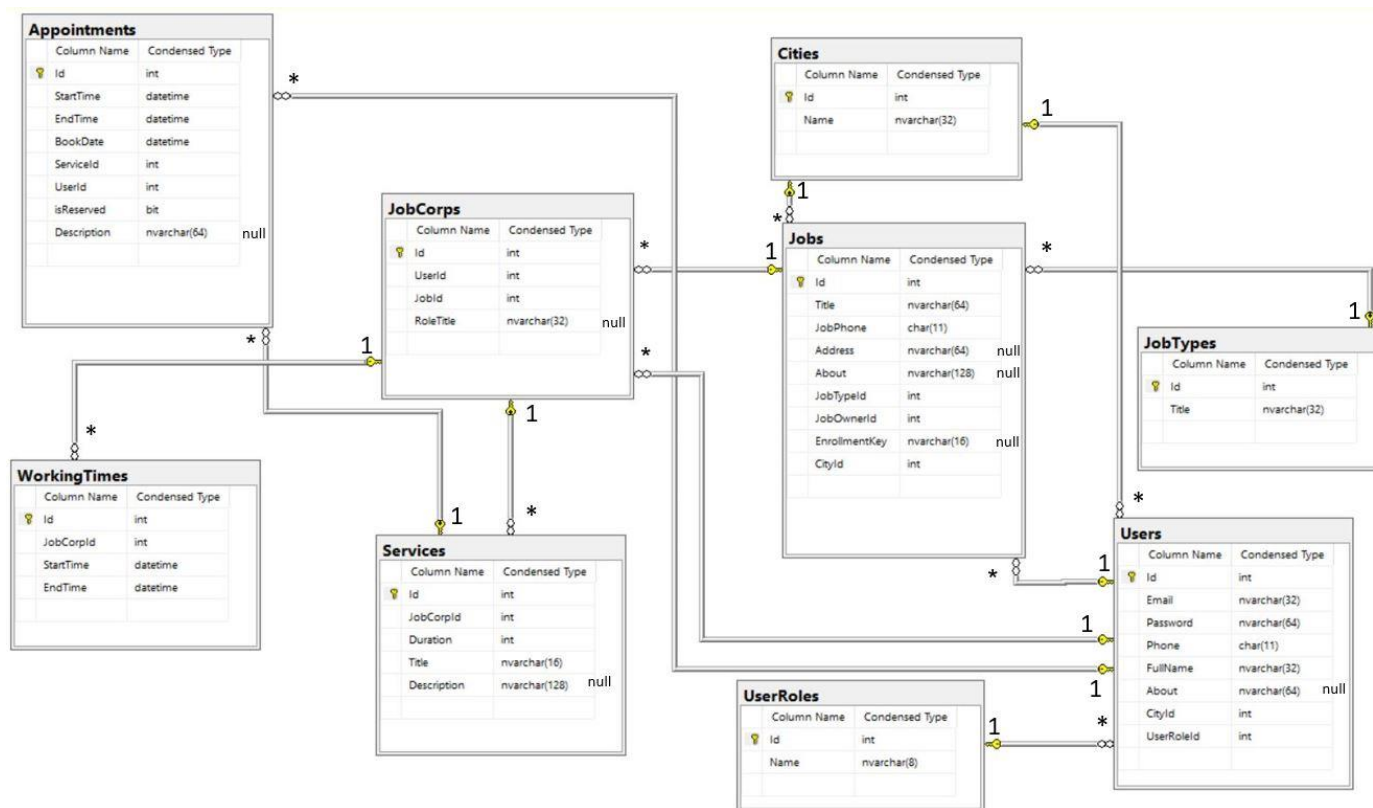 Appointments
Column Name Condensed Type
Id int
StartTime datetime
EndTime datetime
BookDate datetime
ServiceId int
UserId int
isReserved bit
Description nvarchar(64) null
*
*
Cities
Column Name Condensed Type
Id int
Name nvarchar(32)
1
1
*
JobCorps
Column Name Condensed Type
Id int
UserId int
JobId int
RoleTitle nvarchar(32) null
*
1
*
1
1
Jobs
Column Name Condensed Type
Id int
Title nvarchar(64)
JobPhone char(11)
Address nvarchar(64) null
About nvarchar(128) null
JobTypeId int
JobOwnerId int
EnrollmentKey nvarchar(16) null
CityId int
*
1
*
1
JobTypes
Column Name Condensed Type
Id int
Title nvarchar(32)
*
WorkingTimes
Column Name Condensed Type
Id int
JobCorpId int
StartTime datetime
EndTime datetime
1
*
Services
Column Name Condensed Type
Id int
JobCorpId int
Duration int
Title nvarchar(16)
Description nvarchar(128) null
*
Users
Column Name Condensed Type
Id int
Email nvarchar(32)
Password nvarchar(64)
Phone char(11)
FullName nvarchar(32)
About nvarchar(64) null
CityId int
UserRoleId int
1
1
*
UserRoles
Column Name Condensed Type
Id int
Name nvarchar(8)
1